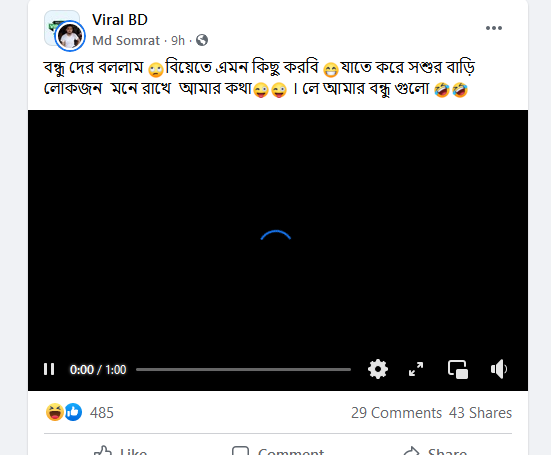 Viral BD
Md Somrat · 9h ·
বন্ধু দের বললাম 🙄বিয়েতে এমন কিছু করবি 😁যাতে করে সশুর বাড়ি
লোকজন মনে রাখে আমার কথা😜😜 । লে আমার বন্ধু গুলো 🤣🤣
0:00 / 1:00
485 29 Comments 43 Shares
Like Comment Share